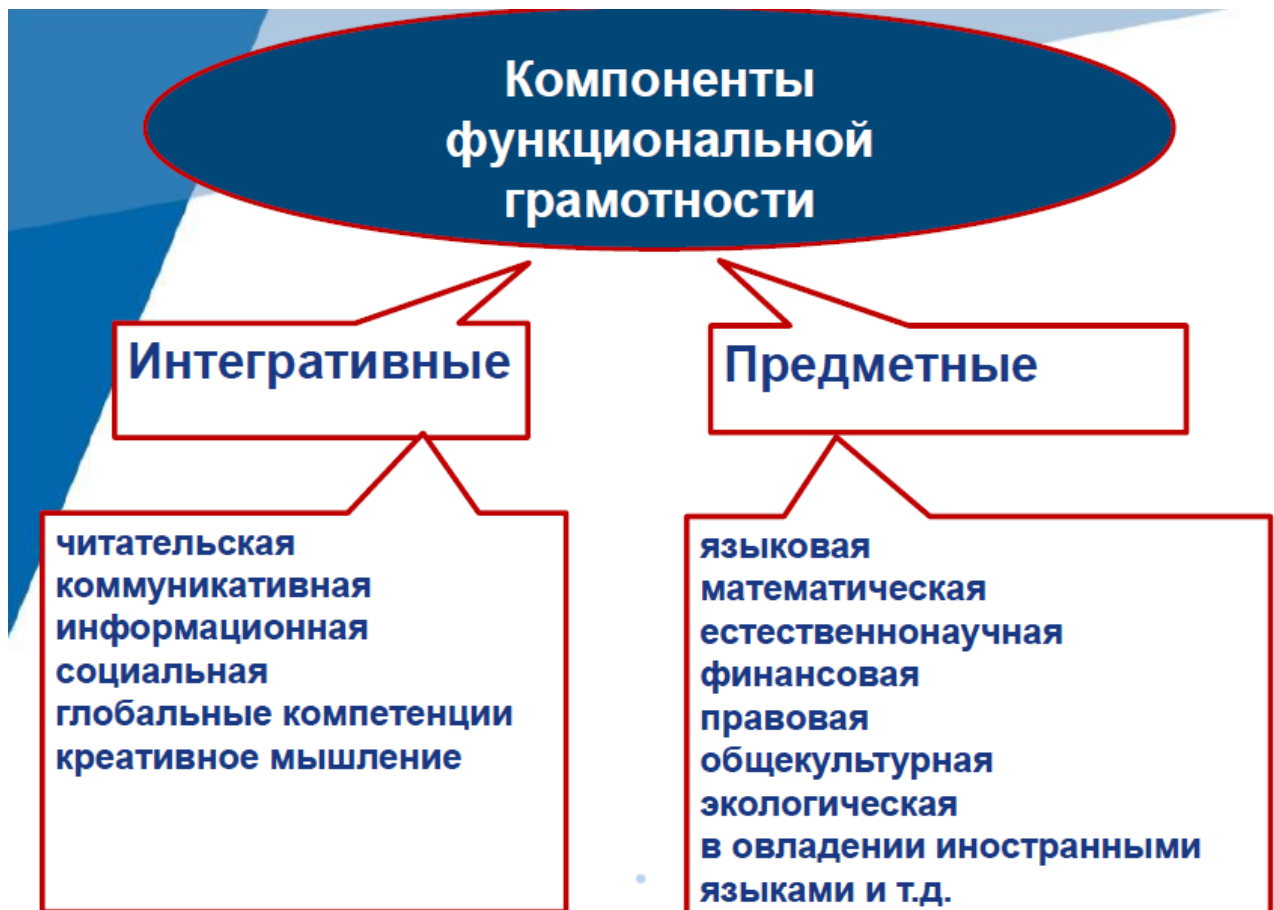 Компоненты
функциональной
грамотности
Интегративные
Предметные
читательская
коммуникативная
информационная
социальная
глобальные компетенции
креативное мышление
языковая
математическая
естественнонаучная
финансовая
правовая
общекультурная
экологическая
в овладении иностранными
языками и т.д.